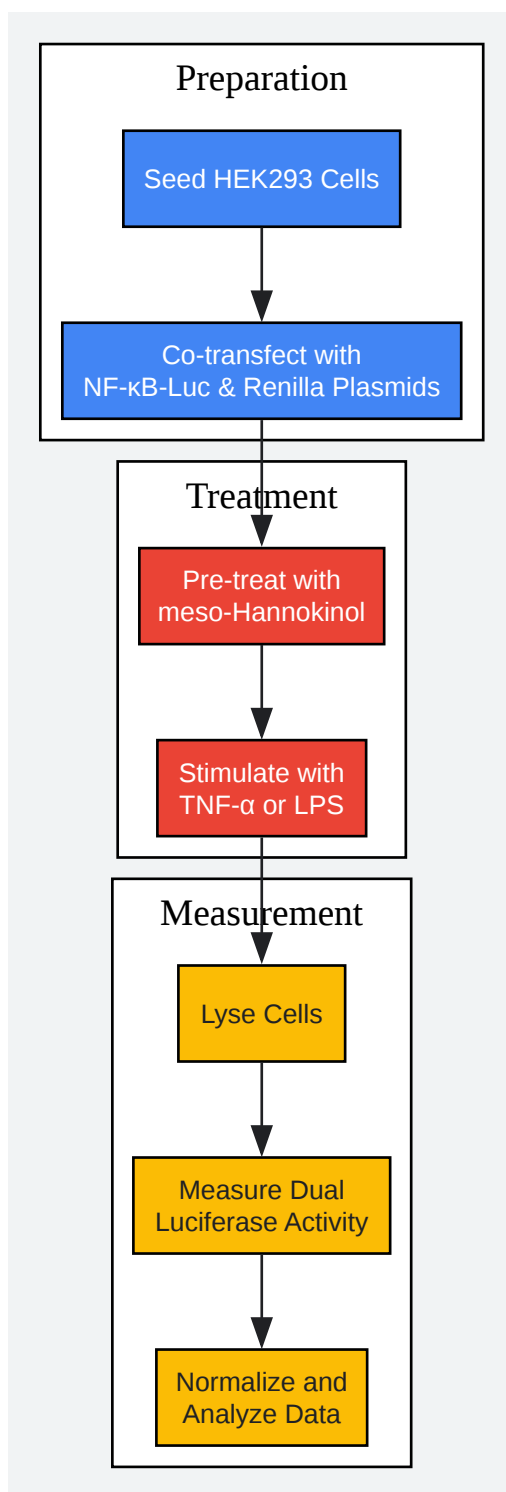 Preparation
Seed HEK293 Cells
Co-transfect with
NF-κB-Luc & Renilla Plasmids
Treatment
Pre-treat with
meso-Hannokinol
Stimulate with
TNF-α or LPS
Measurement
Lyse Cells
Measure Dual
Luciferase Activity
Normalize and
Analyze Data